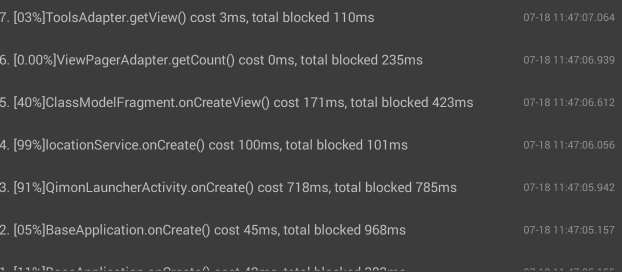 7. [03%]ToolsAdapter.getView() cost 3ms, total blocked 110ms 07-18 11:47:07.064
6. [0.00%]ViewPagerAdapter.getCount() cost 0ms, total blocked 235ms 07-18 11:47:06.939
5. [40%]ClassModelFragment.onCreateView() cost 171ms, total blocked 423ms 07-18 11:47:06.612
4. [99%]locationService.onCreate() cost 100ms, total blocked 101ms 07-18 11:47:06.056
3. [91%]QimonLauncherActivity.onCreate() cost 718ms, total blocked 785ms 07-18 11:47:05.942
2. [05%]BaseApplication.onCreate() cost 45ms, total blocked 968ms 07-18 11:47:05.157